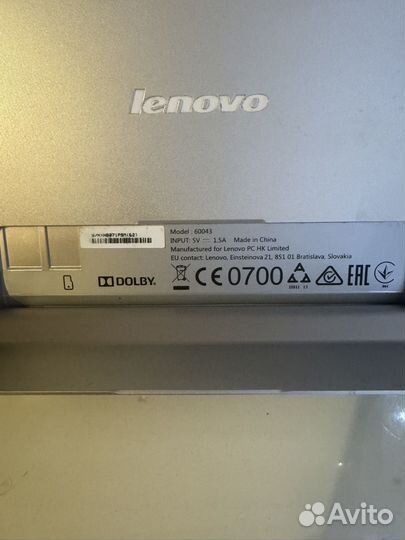 lenovo
Model : 60043
INPUT: 5V ⎓ 1.5A Made in China
Manufactured for Lenovo PC HK Limited
EU contact: Lenovo, Einsteinova 21, 851 01 Bratislava, Slovakia
DOLBY. CE 0700 EAC
Avito